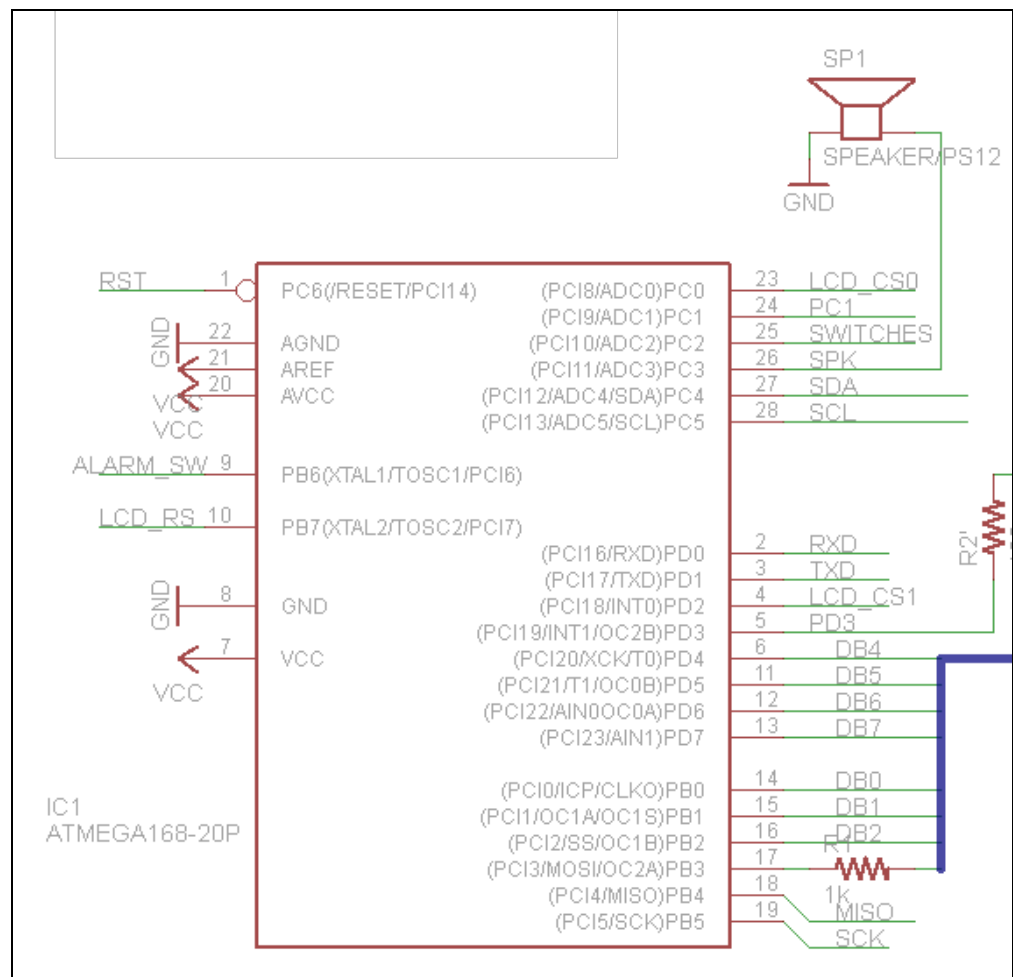 SP1
SPEAKER/PS12
GND
RST 1 PC6(/RESET/PCI14) (PCI8/ADC0)PC0 23 LCD_CS0
(PCI9/ADC1)PC1 24 PC1
GND 22 AGND (PCI10/ADC2)PC2 25 SWITCHES
21 AREF (PCI11/ADC3)PC3 26 SPK
VCC 20 AVCC (PCI12/ADC4/SDA)PC4 27 SDA
VCC (PCI13/ADC5/SCL)PC5 28 SCL
ALARM_SW 9 PB6(XTAL1/TOSC1/PCI6)
LCD_RS 10 PB7(XTAL2/TOSC2/PCI7)
R2
(PCI16/RXD)PD0 2 RXD
(PCI17/TXD)PD1 3 TXD
GND 8 GND (PCI18/INT0)PD2 4 LCD_CS1
(PCI19/INT1/OC2B)PD3 5 PD3
7 VCC (PCI20/XCK/T0)PD4 6 DB4
VCC (PCI21/T1/OC0B)PD5 11 DB5
(PCI22/AIN0OC0A)PD6 12 DB6
(PCI23/AIN1)PD7 13 DB7
(PCI0/ICP/CLKO)PB0 14 DB0
IC1
(PCI1/OC1A/OC1S)PB1 15 DB1
ATMEGA168-20P
(PCI2/SS/OC1B)PB2 16 DB2
R1
(PCI3/MOSI/OC2A)PB3 17
1k
(PCI4/MISO)PB4 18 MISO
(PCI5/SCK)PB5 19 SCK